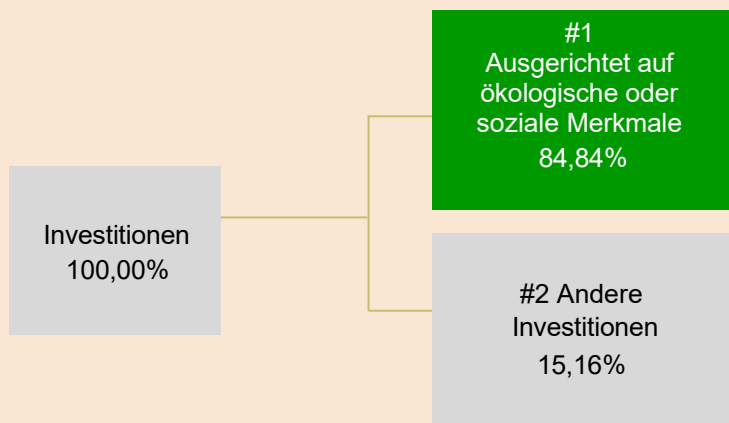 #1
Ausgerichtet auf
ökologische oder
soziale Merkmale
84,84%
Investitionen
100,00%
#2 Andere
Investitionen
15,16%